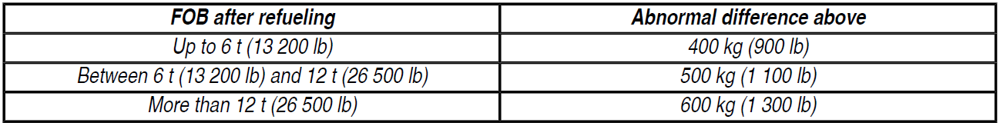 FOB after refueling Abnormal difference above
Up to 6 t (13 200 lb) 400 kg (900 lb)
Between 6 t (13 200 lb) and 12 t (26 500 lb) 500 kg (1 100 lb)
More than 12 t (26 500 lb) 600 kg (1 300 lb)